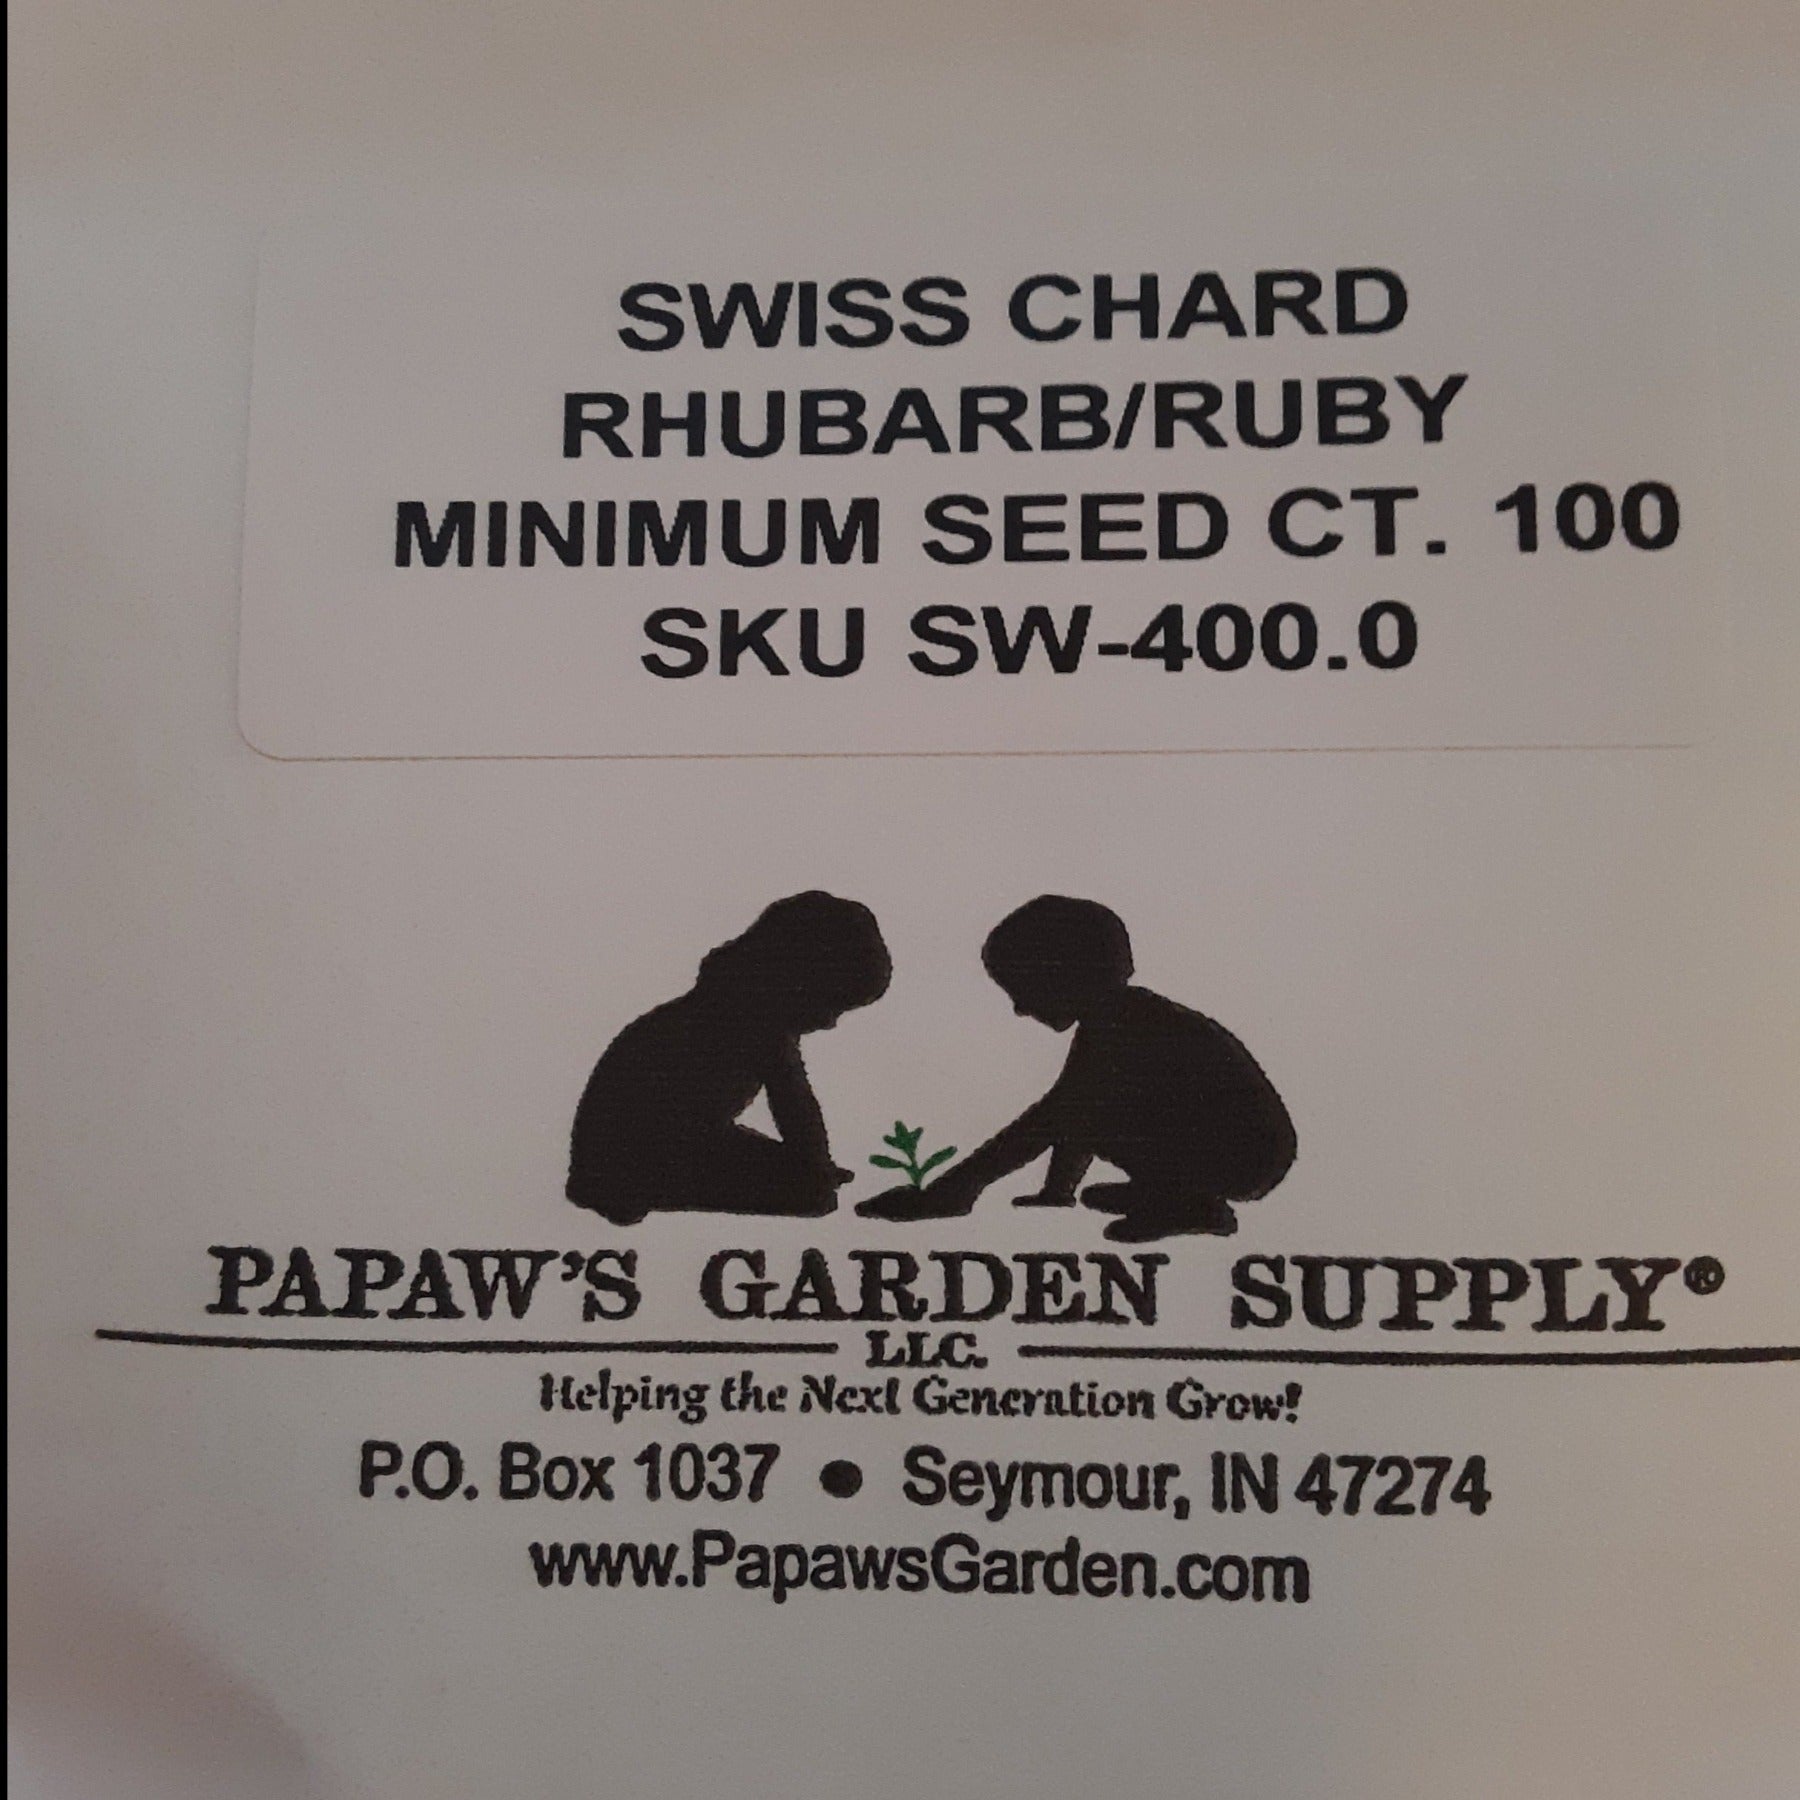 SWISS CHARD
RHUBARB/RUBY
MINIMUM SEED CT. 100
SKU SW-400.0
PAPAW'S GARDEN SUPPLY®
LLC.
Helping the Next Generation Grow!
P.O. Box 1037 • Seymour, IN 47274
www.PapawsGarden.com